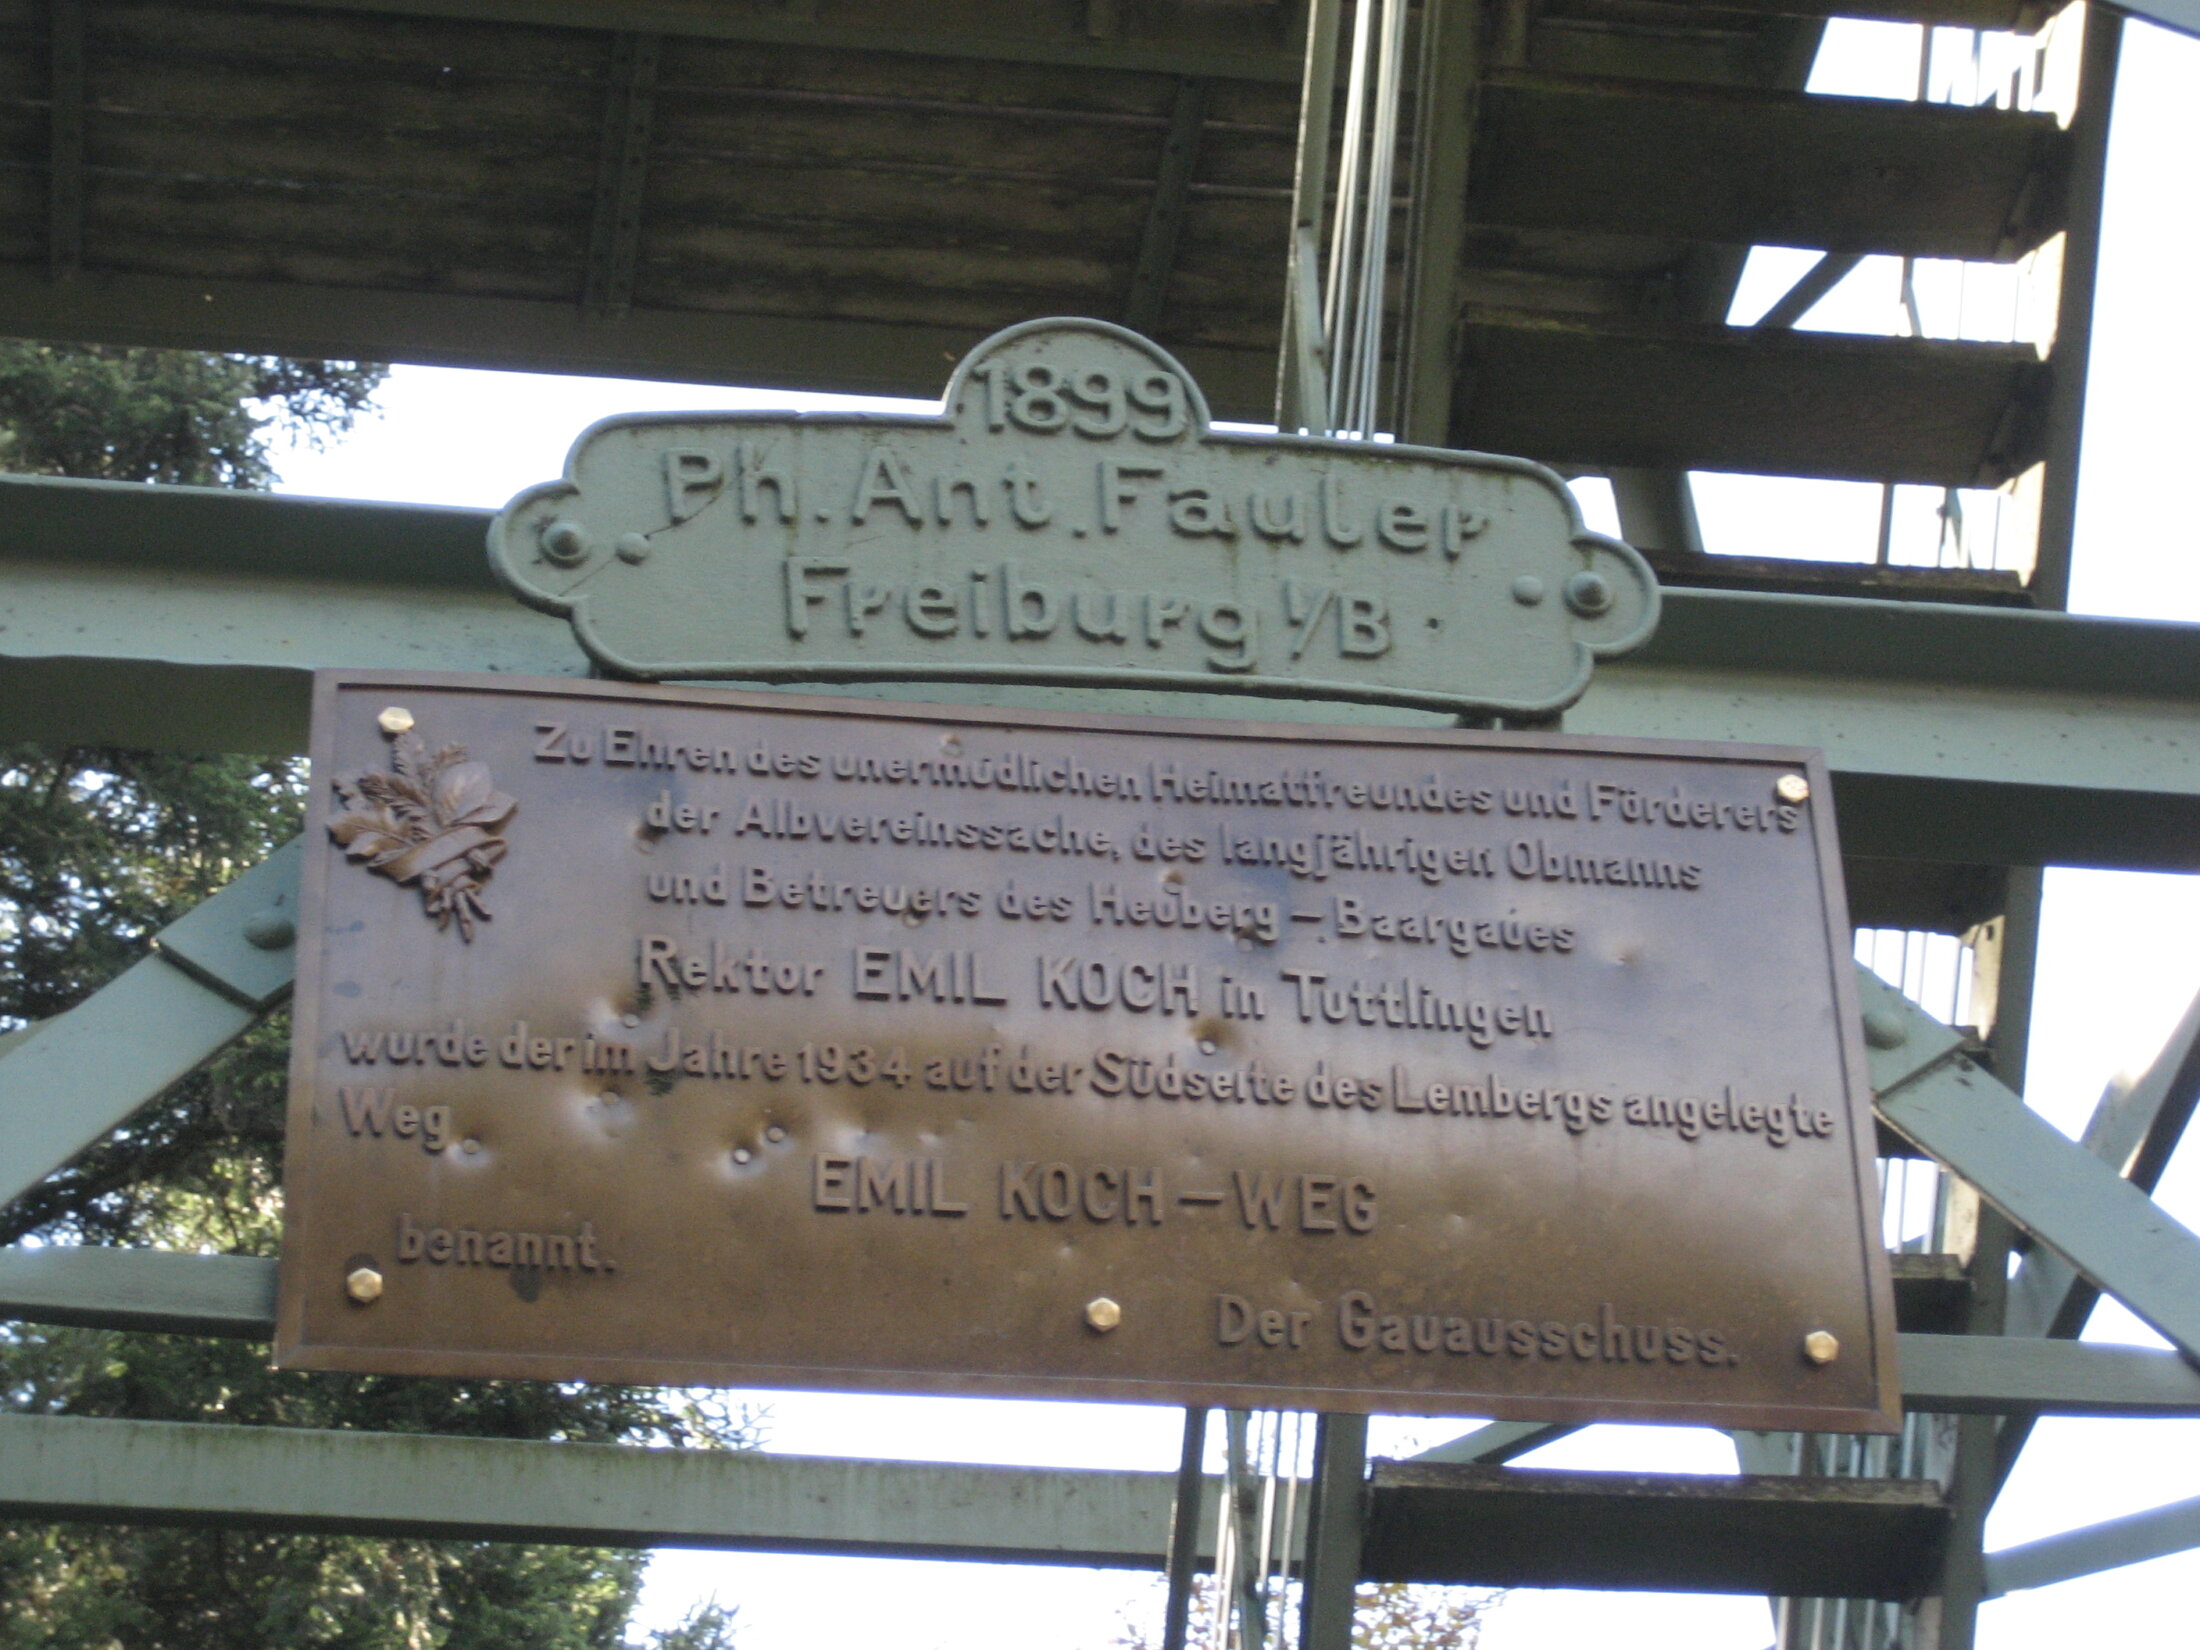 1899
Ph. Ant. Fauler
Freiburg i/B.
Zu Ehren des unermüdlichen Heimatfreundes und Förderers
der Albvereinssache, des langjährigen Obmanns
und Betreuers des Heuberg – Baargaues
Rektor EMIL KOCH in Tuttlingen
wurde der im Jahre 1934 auf der Südseite des Lembergs angelegte
Weg
EMIL KOCH – WEG
benannt.
Der Gauausschuss.